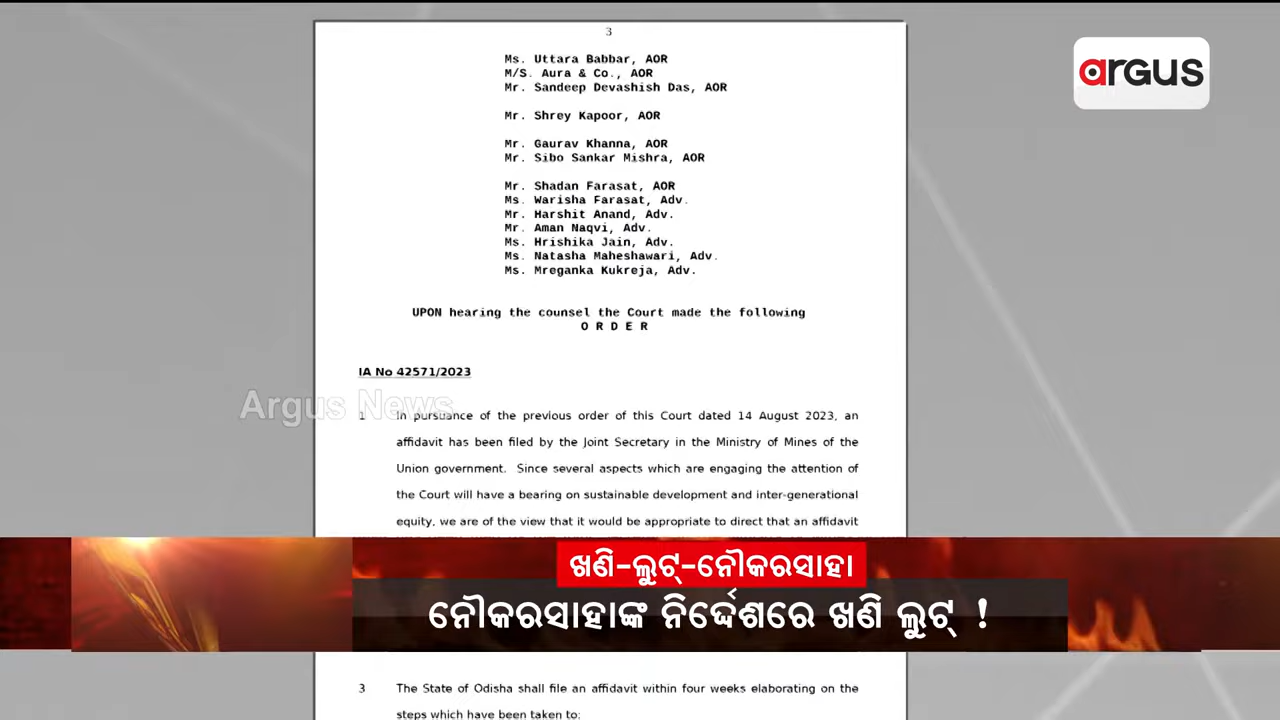 3
Ms. Uttara Babbar, AOR
M/S. Aura & Co., AOR
Mr. Sandeep Devashish Das, AOR
Mr. Shrey Kapoor, AOR
Mr. Gaurav Khanna, AOR
Mr. Sibo Sankar Mishra, AOR
Mr. Shadan Farasat, AOR
Ms. Warisha Farasat, Adv.
Mr. Harshit Anand, Adv.
Mr. Aman Naqvi, Adv.
Ms. Hrishika Jain, Adv.
Ms. Natasha Maheshawari, Adv.
Ms. Mreganka Kukreja, Adv.
UPON hearing the counsel the Court made the following
O R D E R
IA No 42571/2023
1 In pursuance of the previous order of this Court dated 14 August 2023, an
affidavit has been filed by the Joint Secretary in the Ministry of Mines of the
Union government. Since several aspects which are engaging the attention of
the Court will have a bearing on sustainable development and inter-generational
equity, we are of the view that it would be appropriate to direct that an affidavit
3 The State of Odisha shall file an affidavit within four weeks elaborating on the
steps which have been taken to:
argus
Argus News
ଖଣି-ଲୁଟ୍-ନୌକରସାହା
ନୌକରସାହାଙ୍କ ନିର୍ଦ୍ଦେଶରେ ଖଣି ଲୁଟ୍ !